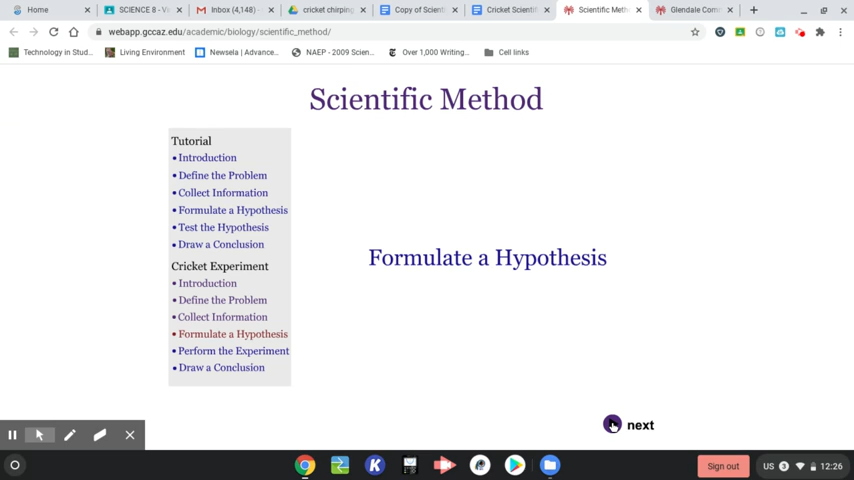 Home
SCIENCE 8 - Vi
Inbox (4,148) -
cricket chirping
Copy of Scient
Cricket Scientif
Scientific Meth
Glendale Com
webapp.gccaz.edu/academic/biology/scientific_method/
Technology in Stud...
Living Environment
Newsela | Advance...
NAEP - 2009 Scien...
Over 1,000 Writing...
Cell links
Scientific Method
Tutorial
• Introduction
• Define the Problem
• Collect Information
• Formulate a Hypothesis
• Test the Hypothesis
• Draw a Conclusion
Cricket Experiment
• Introduction
• Define the Problem
• Collect Information
• Formulate a Hypothesis
• Perform the Experiment
• Draw a Conclusion
Formulate a Hypothesis
next
Sign out
US 3 12:26